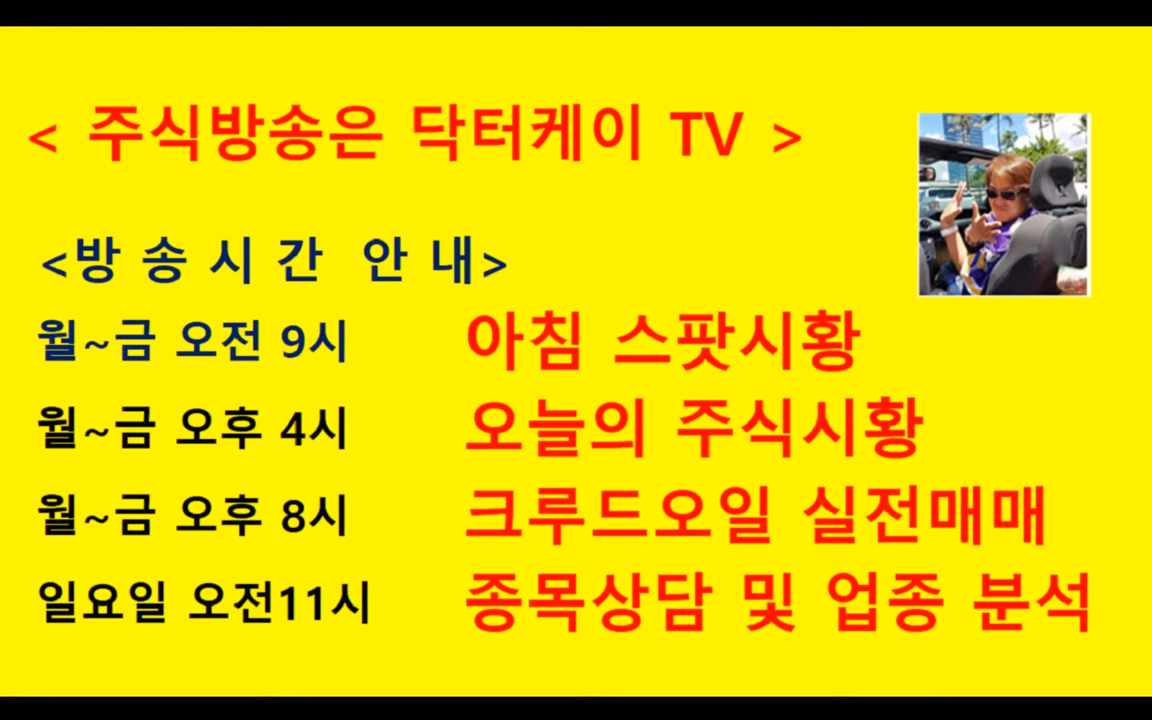 < 주식방송은 닥터케이 TV >
<방 송 시 간 안 내>
월~금 오전 9시 아침 스팟시황
월~금 오후 4시 오늘의 주식시황
월~금 오후 8시 크루드오일 실전매매
일요일 오전11시 종목상담 및 업종 분석